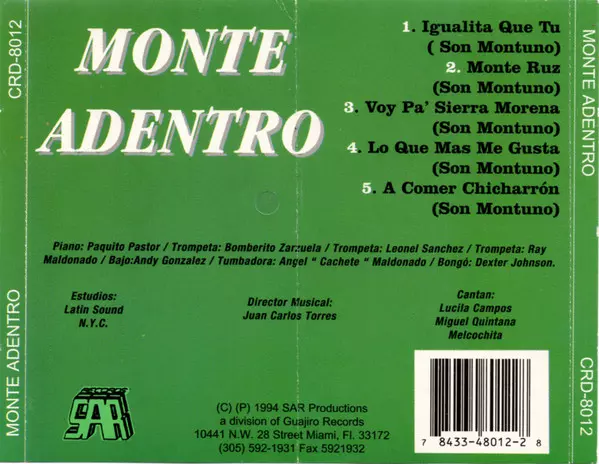 CRD-8012
MONTE ADENTRO
MONTE
ADENTRO
1. Igualita Que Tu
( Son Montuno)
2. Monte Ruz
(Son Montuno)
3. Voy Pa' Sierra Morena
(Son Montuno)
4. Lo Que Mas Me Gusta
(Son Montuno)
5. A Comer Chicharrón
(Son Montuno)
Piano: Paquito Pastor / Trompeta: Bomberito Zarzuela / Trompeta: Leonel Sanchez / Trompeta: Ray
Maldonado / Bajo:Andy Gonzalez / Tumbadora: Angel " Cachete " Maldonado / Bongó: Dexter Johnson.
Estudios:
Latin Sound
N.Y.C.
Director Musical:
Juan Carlos Torres
Cantan:
Lucila Campos
Miguel Quintana
Melcochita
SAR
(C) (P) 1994 SAR Productions
a division of Guajiro Records
10441 N.W. 28 Street Miami, Fl. 33172
(305) 592-1931 Fax 5921932
7 8433-48012-2 8
MONTE ADENTRO
CRD-8012